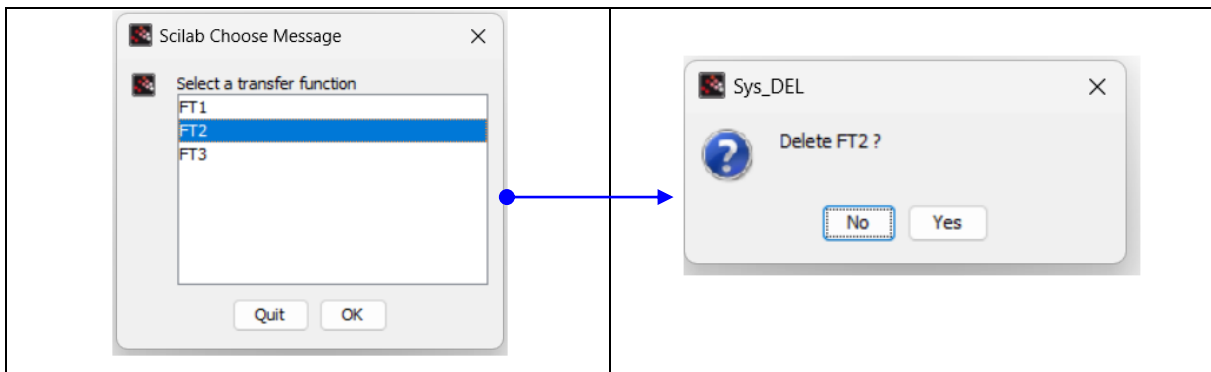 Scilab Choose Message
Select a transfer function
FT1
FT2
FT3
Quit OK
Sys_DEL
Delete FT2 ?
No Yes